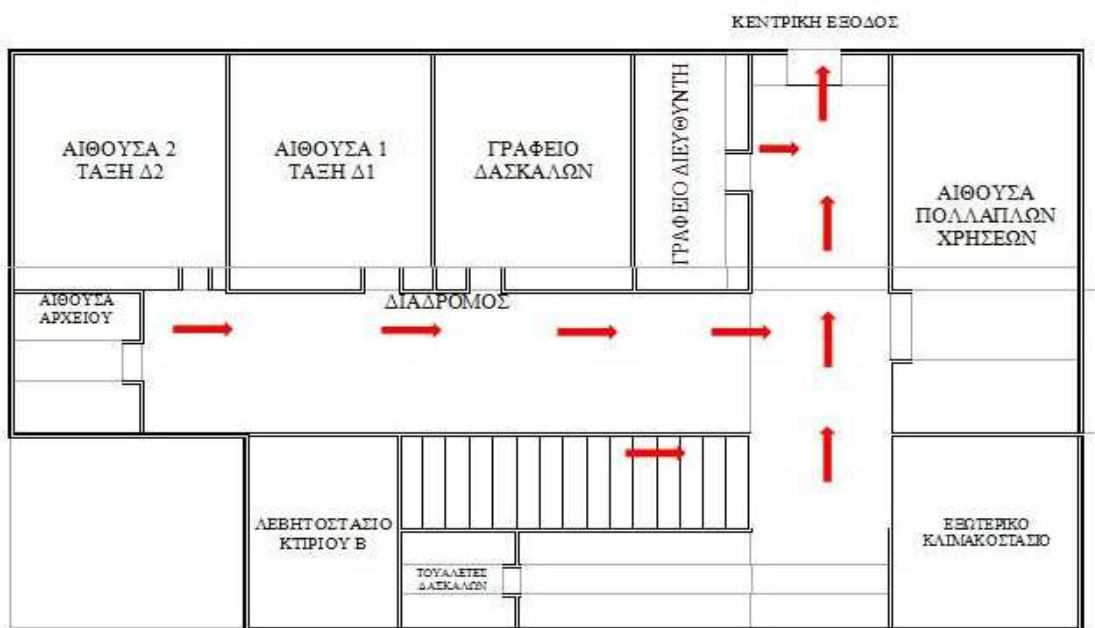 ΚΕΝΤΡΙΚΗ ΕΞΟΔΟΣ
ΑΙΘΟΥΣΑ 2
ΤΑΞΗ Δ2
ΑΙΘΟΥΣΑ 1
ΤΑΞΗ Δ1
ΓΡΑΦΕΙΟ
ΔΑΣΚΑΛΩΝ
ΓΡΑΦΕΙΟ ΔΙΕΥΘΥΝΤΗ
ΑΙΘΟΥΣΑ
ΠΟΛΛΑΠΛΩΝ
ΧΡΗΣΕΩΝ
ΑΙΘΟΥΣΑ
ΑΡΧΕΙΟΥ
ΔΙΑΔΡΟΜΟΣ
ΛΕΒΗΤΟΣΤΑΣΙΟ
ΚΤΙΡΙΟΥ Β
ΤΟΥΑΛΕΤΕΣ
ΔΑΣΚΑΛΩΝ
ΕΞΩΤΕΡΙΚΟ
ΚΛΙΜΑΚΟΣΤΑΣΙΟ